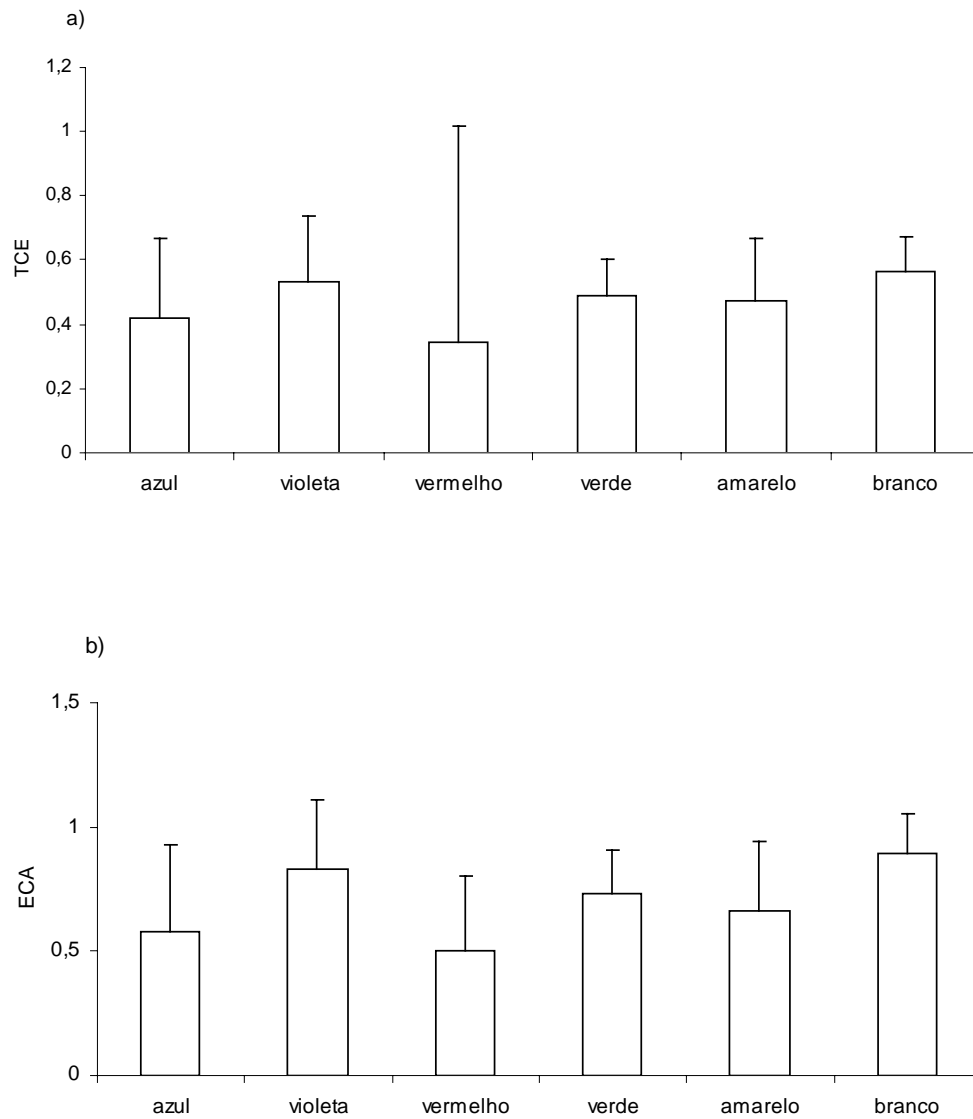 a)
1,2
1
0,8
0,6
0,4
0,2
0
TCE
azul violeta vermelho verde amarelo branco
b)
1,5
1
0,5
0
ECA
azul violeta vermelho verde amarelo branco